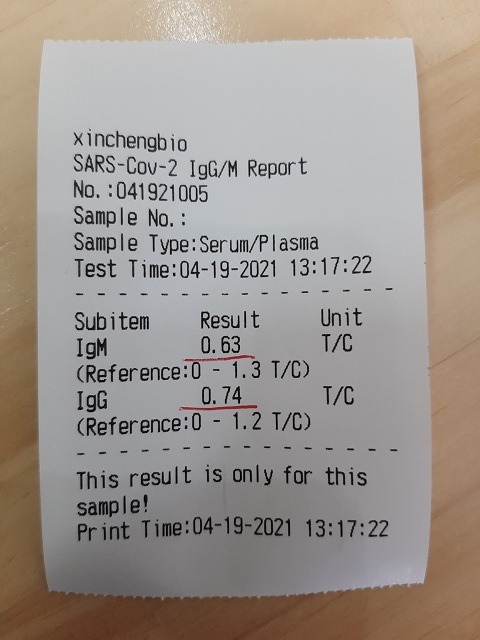 xinchengbio
SARS-Cov-2 IgG/M Report
No.:041921005
Sample No.:
Sample Type:Serum/Plasma
Test Time:04-19-2021 13:17:22
- - - - - - - - - - - - - - - -
Subitem Result Unit
IgM 0.63 T/C
(Reference:0 - 1.3 T/C)
IgG 0.74 T/C
(Reference:0 - 1.2 T/C)
- - - - - - - - - - - - - - - -
This result is only for this
sample!
Print Time:04-19-2021 13:17:22